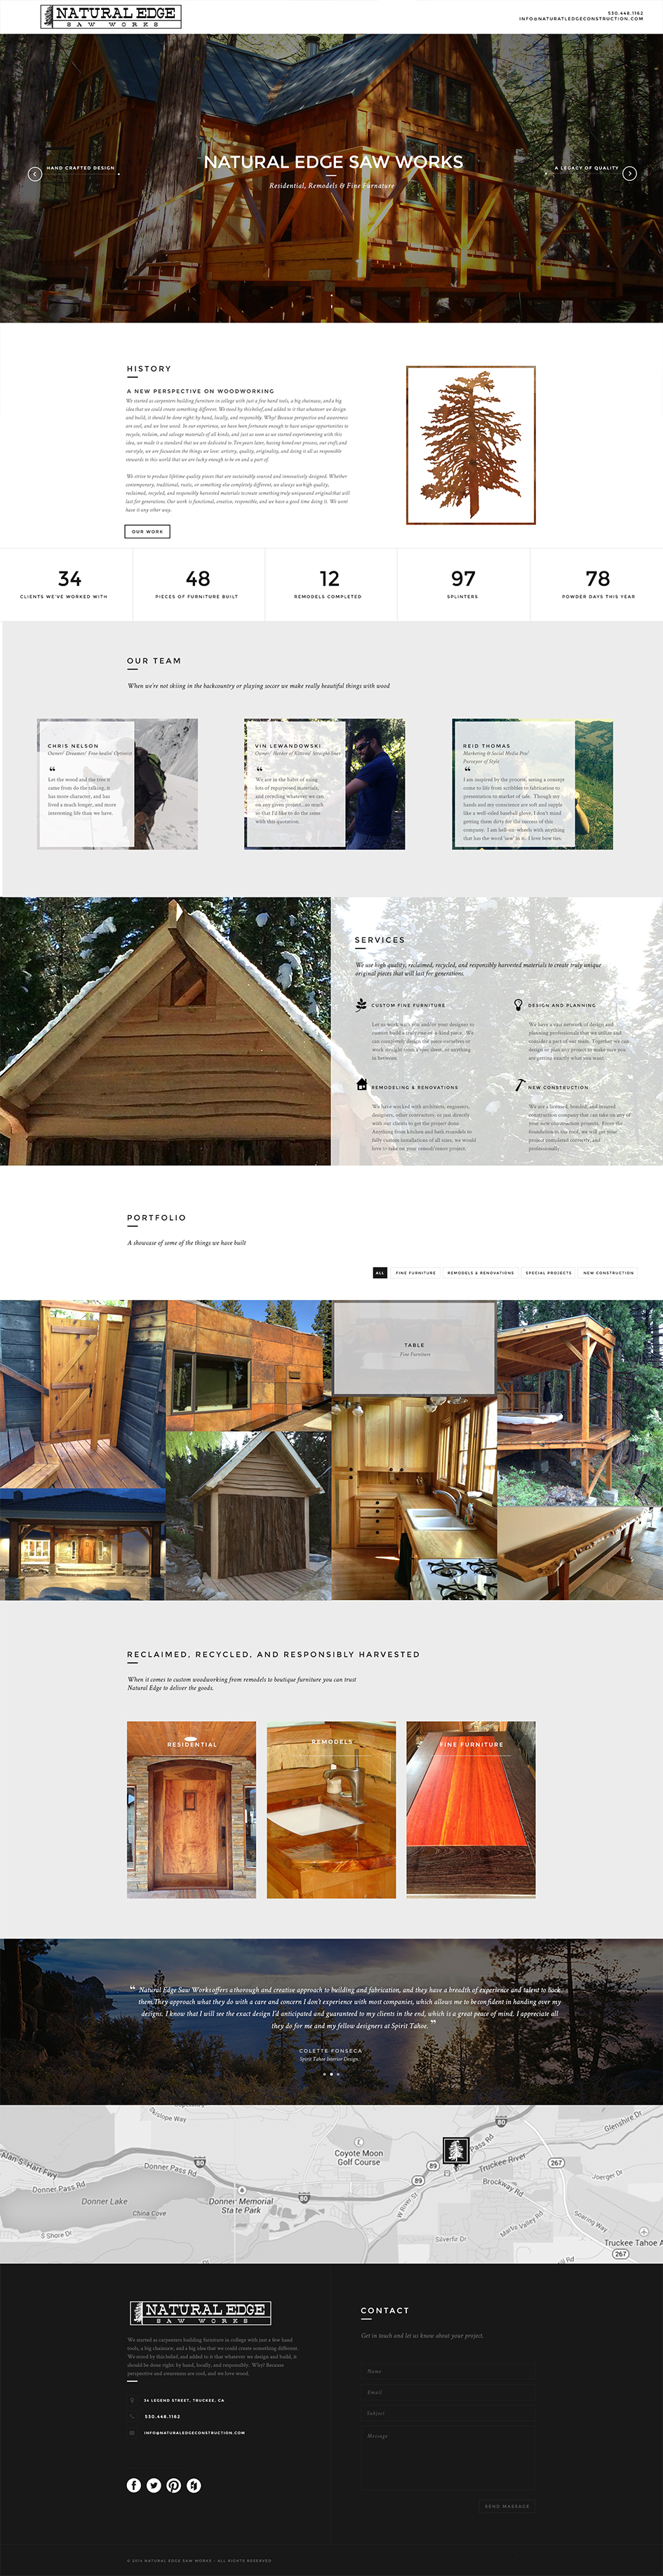 NATURAL EDGE
SAW WORKS
530.448.1162
INFO@NATURALEDGECONSTRUCTION.COM
HAND CRAFTED DESIGN
A LEGACY OF QUALITY
NATURAL EDGE SAW WORKS
Residential, Remodels & Fine Furnature
HISTORY
A NEW PERSPECTIVE ON WOODWORKING
We started as carpenters building furniture in college with just a few hand tools, a big chainsaw, and a big
idea that we could create something different. We stood by this belief, and added to it that whatever we design
and build, it should be done right: by hand, locally, and responsibly. Why? Because perspective and awareness
are cool, and we love wood. In our experience, we have been fortunate enough to have unique opportunities to
recycle, reclaim, and salvage materials of all kinds, and just as soon as we started experimenting with this
idea, we made it a standard that we are dedicated to. Ten years later, having honed our process, our craft, and
our style, we are focused on the things we love: artistry, quality, originality, and doing it all as responsible
stewards to this world that we are lucky enough to be on and a part of.
We strive to produce lifetime quality pieces that are sustainably sourced and innovatively designed. Whether
contemporary, traditional, rustic, or something else completely different, we always use high quality,
reclaimed, recycled, and responsibly harvested materials to create something truly unique and original that will
last for generations. Our work is functional, creative, responsible, and we have a good time doing it. We wont
have it any other way.
OUR WORK
34
48
12
97
78
CLIENTS WE'VE WORKED WITH
PIECES OF FURNITURE BUILT
REMODELS COMPLETED
SPLINTERS
POWDER DAYS THIS YEAR
OUR TEAM
When we're not skiing in the backcountry or playing soccer we make really beautiful things with wood
CHRIS NELSON
Owner/ Dreamer/ Free-healin' Optimist
“
Let the wood and the tree it
came from do the talking, it
has more character, and has
lived a much longer, and more
interesting life than we have.
VIN LEWANDOWSKI
Owner/ Herder of Kittens/ Straight-liner
“
We are in the habit of using
lots of repurposed materials,
and rewilding whatever we can
on any given project...so much
so that I'd like to do the same
with this quotation.
REID THOMAS
Marketing & Social Media Pro/
Purveyor of Style
“
I am inspired by the process, seeing a concept
come to life from scribbles to fabrication to
presentation to market of sale. Though my
hands and my conscience are soft and supple
like a well-oiled baseball glove, I don't mind
getting them dirty for the success of this
company. I am hell-on-wheels with anything
that has the word 'saw' in it. I love bow ties.
SERVICES
We use high quality, reclaimed, recycled, and responsibly harvested materials to create truly unique
original pieces that will last for generations.
CUSTOM FINE FURNITURE
Let us work with you and/or your designer to
custom build a truly one-of-a-kind piece. We
can completely design the piece ourselves or
work straight from a spec sheet, or anything
in between.
DESIGN AND PLANNING
We have a vast network of design and
planning professionals that we utilize and
consider a part of our team. Together we can
design or plan any project to make sure you
are getting exactly what you want.
REMODELING & RENOVATIONS
We have worked with architects, engineers,
designers, other contractors, or just directly
with our clients to get the project done.
Anything from kitchen and bath remodels to
fully custom installations of all sizes, we would
love to take on your remodel/renov project.
NEW CONSTRUCTION
We are a licensed, bonded, and insured
construction company that can take on any of
your new construction projects. From the
foundation to the roof, we will get your
project completed correctly, and
professionally.
PORTFOLIO
A showcase of some of the things we have built
ALL
FINE FURNITURE
REMODELS & RENOVATIONS
SPECIAL PROJECTS
NEW CONSTRUCTION
TABLE
Fine Furniture
RECLAIMED, RECYCLED, AND RESPONSIBLY HARVESTED
When it comes to custom woodworking from remodels to boutique furniture you can trust
Natural Edge to deliver the goods.
RESIDENTIAL
REMODELS
FINE FURNITURE
“ Natural Edge Saw Works offers a thorough and creative approach to building and fabrication, and they have a breadth of experience and talent to back
them. They approach what they do with a care and concern I don't experience with most companies, which allows me to be confident in handing over my
designs. I know that I will see the exact design I'd anticipated and guaranteed to my clients in the end, which is a great peace of mind. I appreciate all
they do for me and my fellow designers at Spirit Tahoe. ”
COLETTE FONSECA
Spirit Tahoe Interior Design
Alan S Hart Fwy
Donner Pass Rd
80
Donner Pass Rd
Donner Lake
S Shore Dr
China Cove
Donner Memorial
State Park
80
Coyote Moon
Golf Course
W River St
89
89
80
Pass Rd
Truckee River
Brockway Rd
Silverfir Dr
Martis Valley Rd
267
Glenshire Dr
Joerger Dr
Soaring Way
Truckee Tahoe A
267
NATURAL EDGE
SAW WORKS
We started as carpenters building furniture in college with just a few hand
tools, a big chainsaw, and a big idea that we could create something different.
We stood by this belief, and added to it that whatever we design and build, it
should be done right: by hand, locally, and responsibly. Why? Because
perspective and awareness are cool, and we love wood.
34 LEGEND STREET, TRUCKEE, CA
530.448.1162
INFO@NATURALEDGECONSTRUCTION.COM
CONTACT
Get in touch and let us know about your project.
Name
Email
Subject
Message
SEND MASSAGE
NATURAL EDGE SAW WORKS - ALL RIGHTS RESERVED